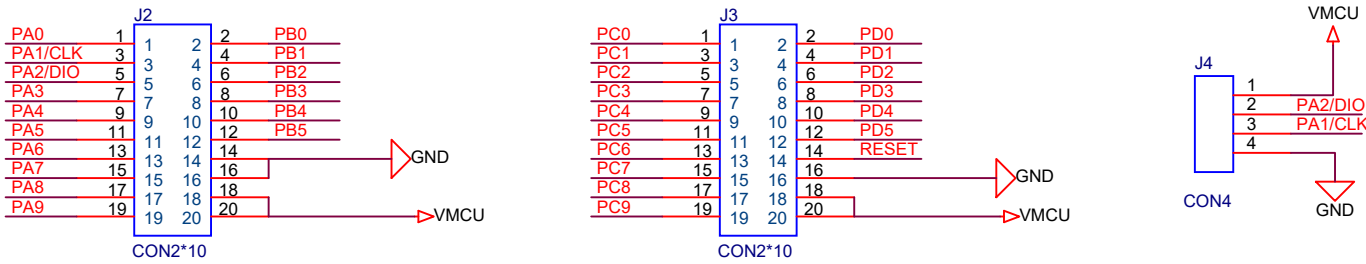 J2
PA0 1 1 2 2 PB0
PA1/CLK 3 3 4 4 PB1
PA2/DIO 5 5 6 6 PB2
PA3 7 7 8 8 PB3
PA4 9 9 10 10 PB4
PA5 11 11 12 12 PB5
PA6 13 13 14 14
GND
PA7 15 15 16 16
PA8 17 17 18 18
PA9 19 19 20 20 VMCU
CON2*10
J3
PC0 1 1 2 2 PD0
PC1 3 3 4 4 PD1
PC2 5 5 6 6 PD2
PC3 7 7 8 8 PD3
PC4 9 9 10 10 PD4
PC5 11 11 12 12 PD5
PC6 13 13 14 14 RESET
PC7 15 15 16 16 GND
PC8 17 17 18 18
PC9 19 19 20 20 VMCU
CON2*10
VMCU
J4
1
2 PA2/DIO
3 PA1/CLK
4
CON4
GND